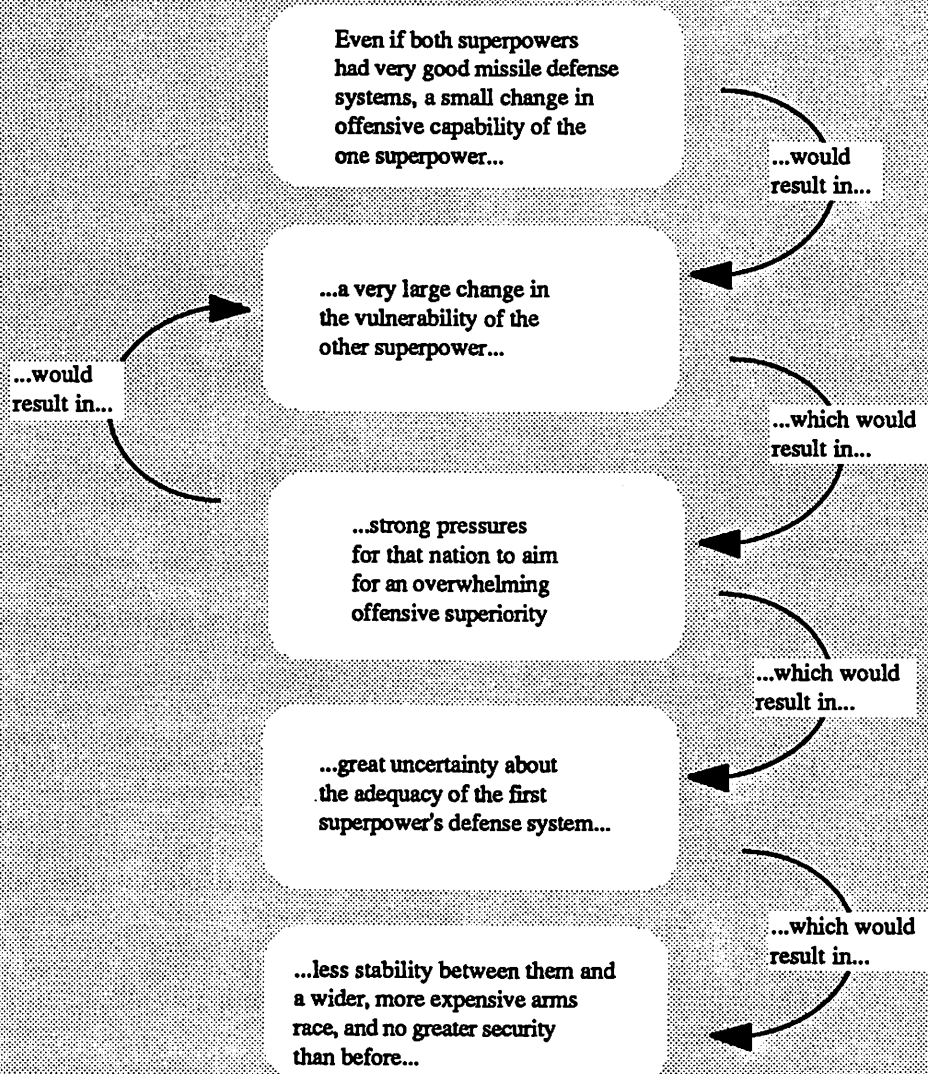 Even if both superpowers
had very good missile defense
systems, a small change in
offensive capability of the
one superpower...
...would
result in...
...a very large change in
the vulnerability of the
other superpower...
...would
result in...
...which would
result in...
...strong pressures
for that nation to aim
for an overwhelming
offensive superiority
...which would
result in...
...great uncertainty about
the adequacy of the first
superpower's defense system...
...which would
result in...
...less stability between them and
a wider, more expensive arms
race, and no greater security
than before...